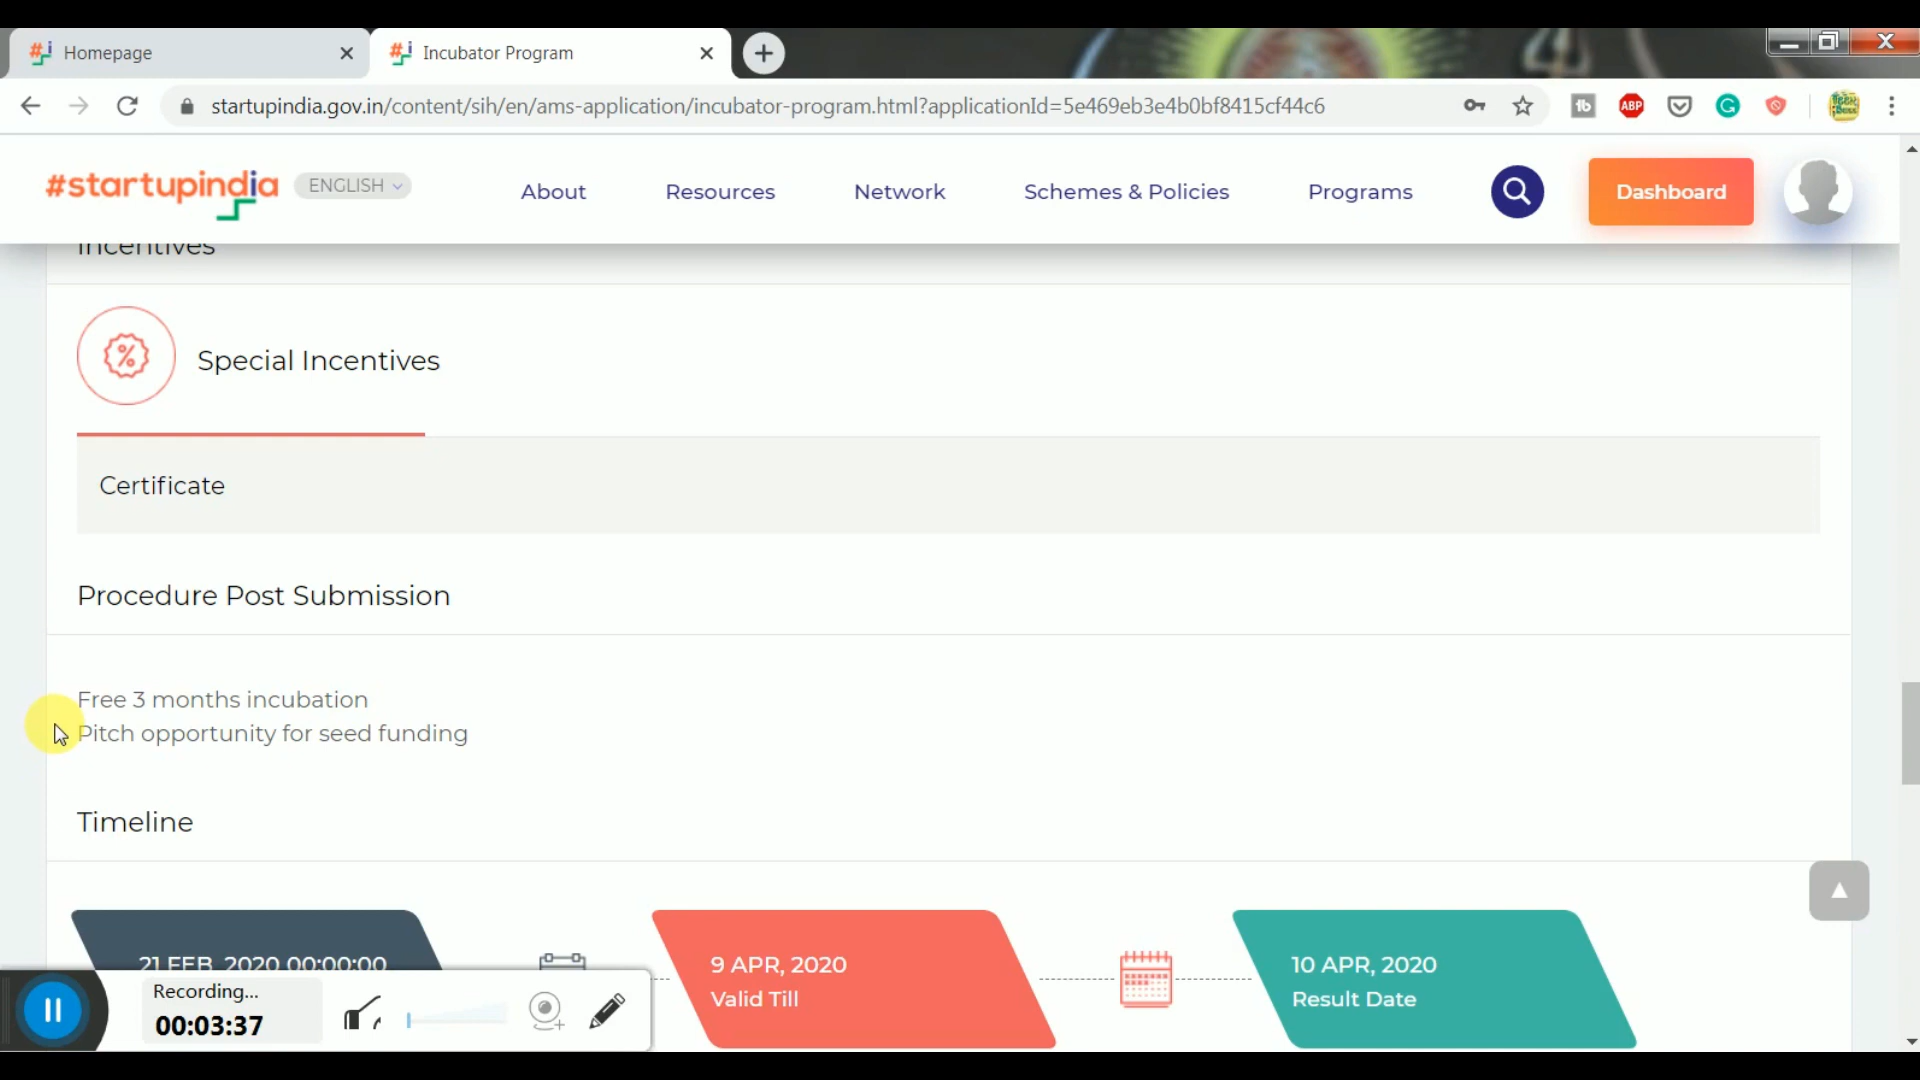 Homepage
Incubator Program
startupindia.gov.in/content/sih/en/ams-application/incubator-program.html?applicationId=5e469eb3e4b0bf8415cf44c6
tb
ABP
#startupindia
ENGLISH
About
Resources
Network
Schemes & Policies
Programs
Dashboard
Incentives
Special Incentives
Certificate
Procedure Post Submission
Free 3 months incubation
Pitch opportunity for seed funding
Timeline
21 FEB, 2020 00:00:00
9 APR, 2020
Valid Till
10 APR, 2020
Result Date
Recording...
00:03:37